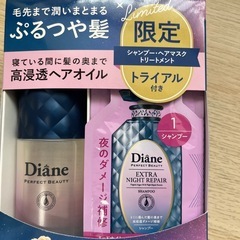 毛先まで潤いまとまる
ぷるつや髪
寝ている間に髪の奥まで
高浸透ヘアオイル
Limited
限定
シャンプー・ヘアマスク
トリートメント
トライアル
付き
Diane
PERFECT BEAUTY
1
シャンプー
夜のダメージ補修
Diane
PERFECT BEAUTY
EXTRA
NIGHT REPAIR
SHAMPOO
シャンプー